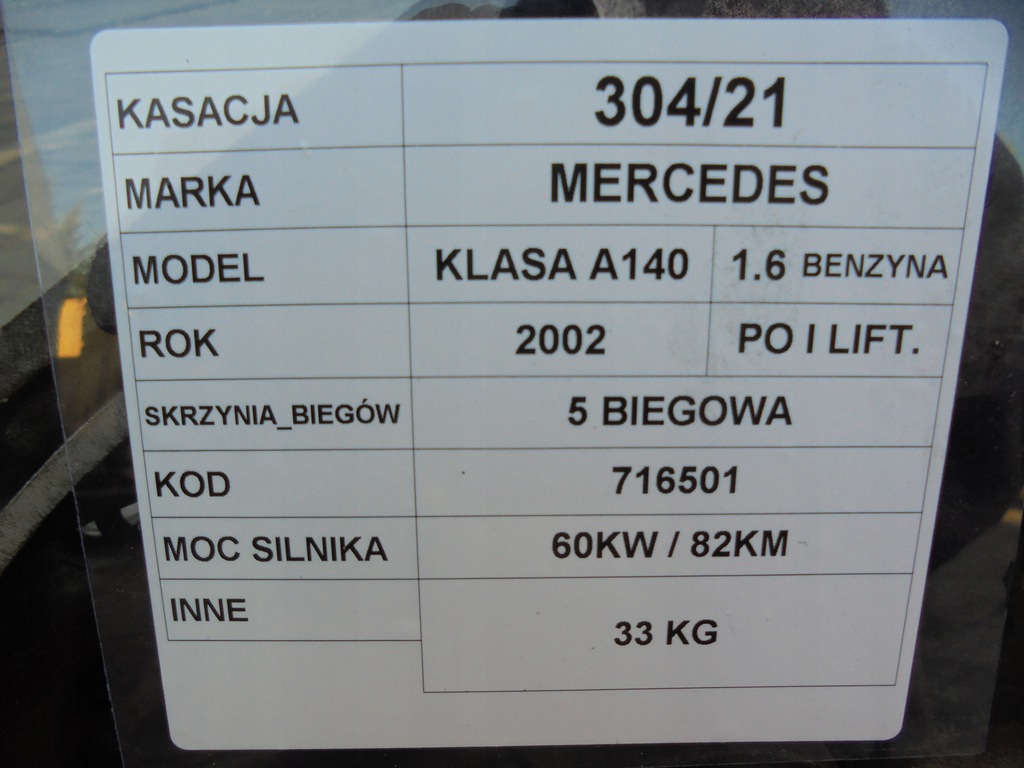 KASACJA 304/21
MARKA MERCEDES
MODEL KLASA A140 1.6 BENZYNA
ROK 2002 PO I LIFT.
SKRZYNIA_BIEGÓW 5 BIEGOWA
KOD 716501
MOC SILNIKA 60KW / 82KM
INNE 33 KG